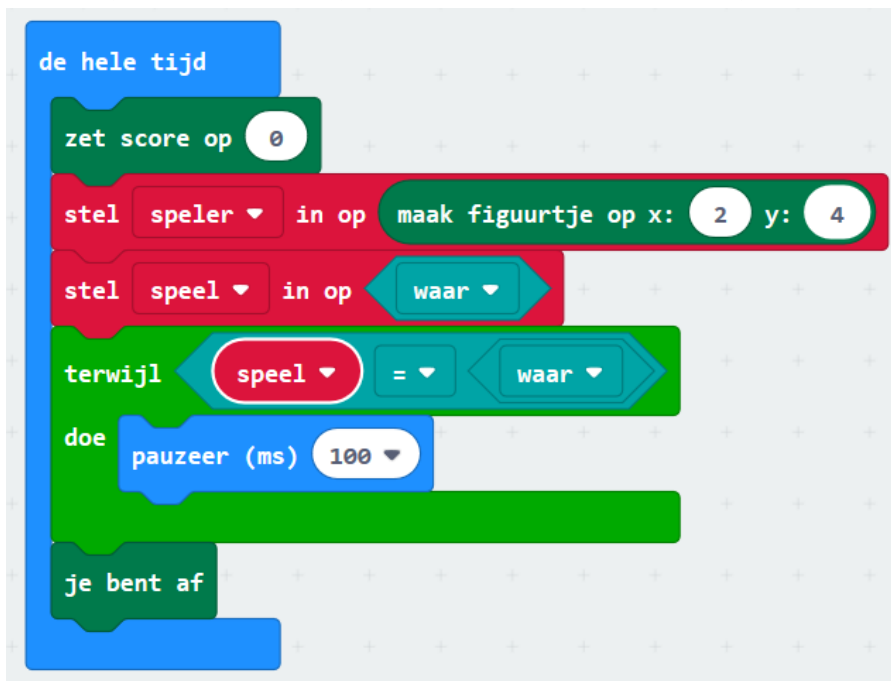 de hele tijd
zet score op 0
stel speler in op maak figuurtje op x: 2 y: 4
stel speel in op waar
terwijl speel = waar
doe
pauzeer (ms) 100
je bent af